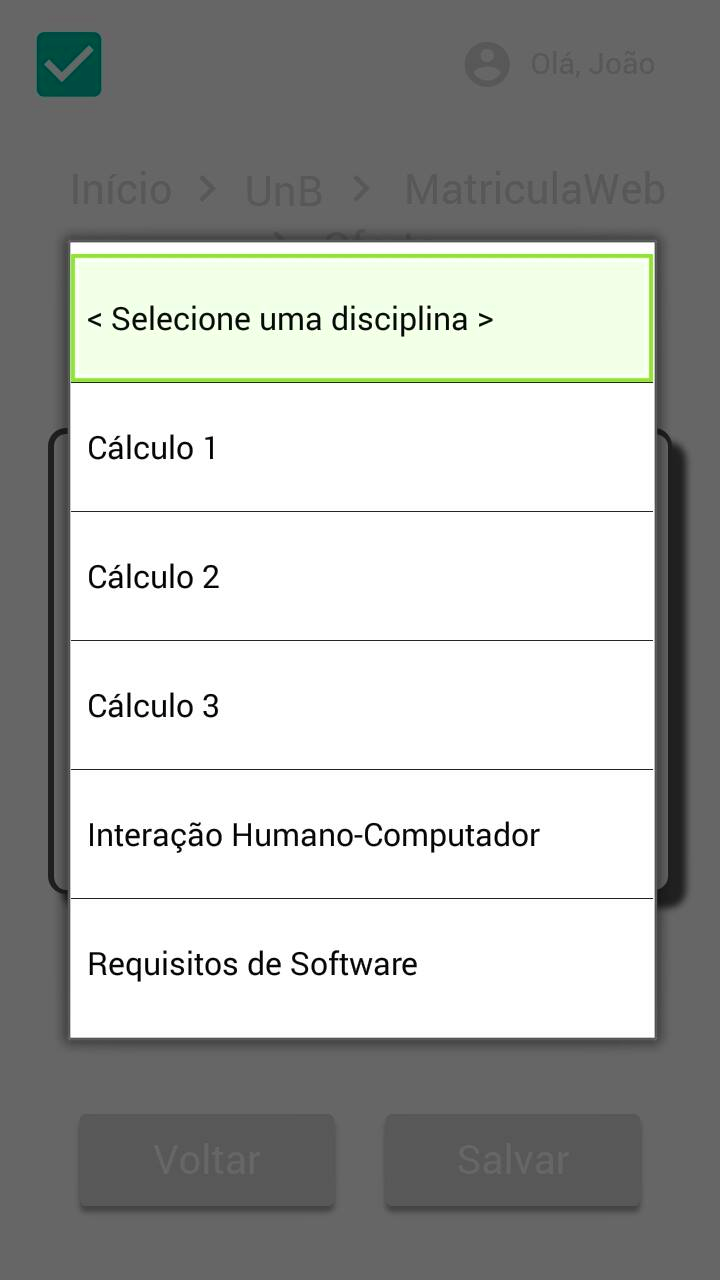 Olá, João
Início > UnB > MatriculaWeb
< Selecione uma disciplina >
Cálculo 1
Cálculo 2
Cálculo 3
Interação Humano-Computador
Requisitos de Software
Voltar Salvar